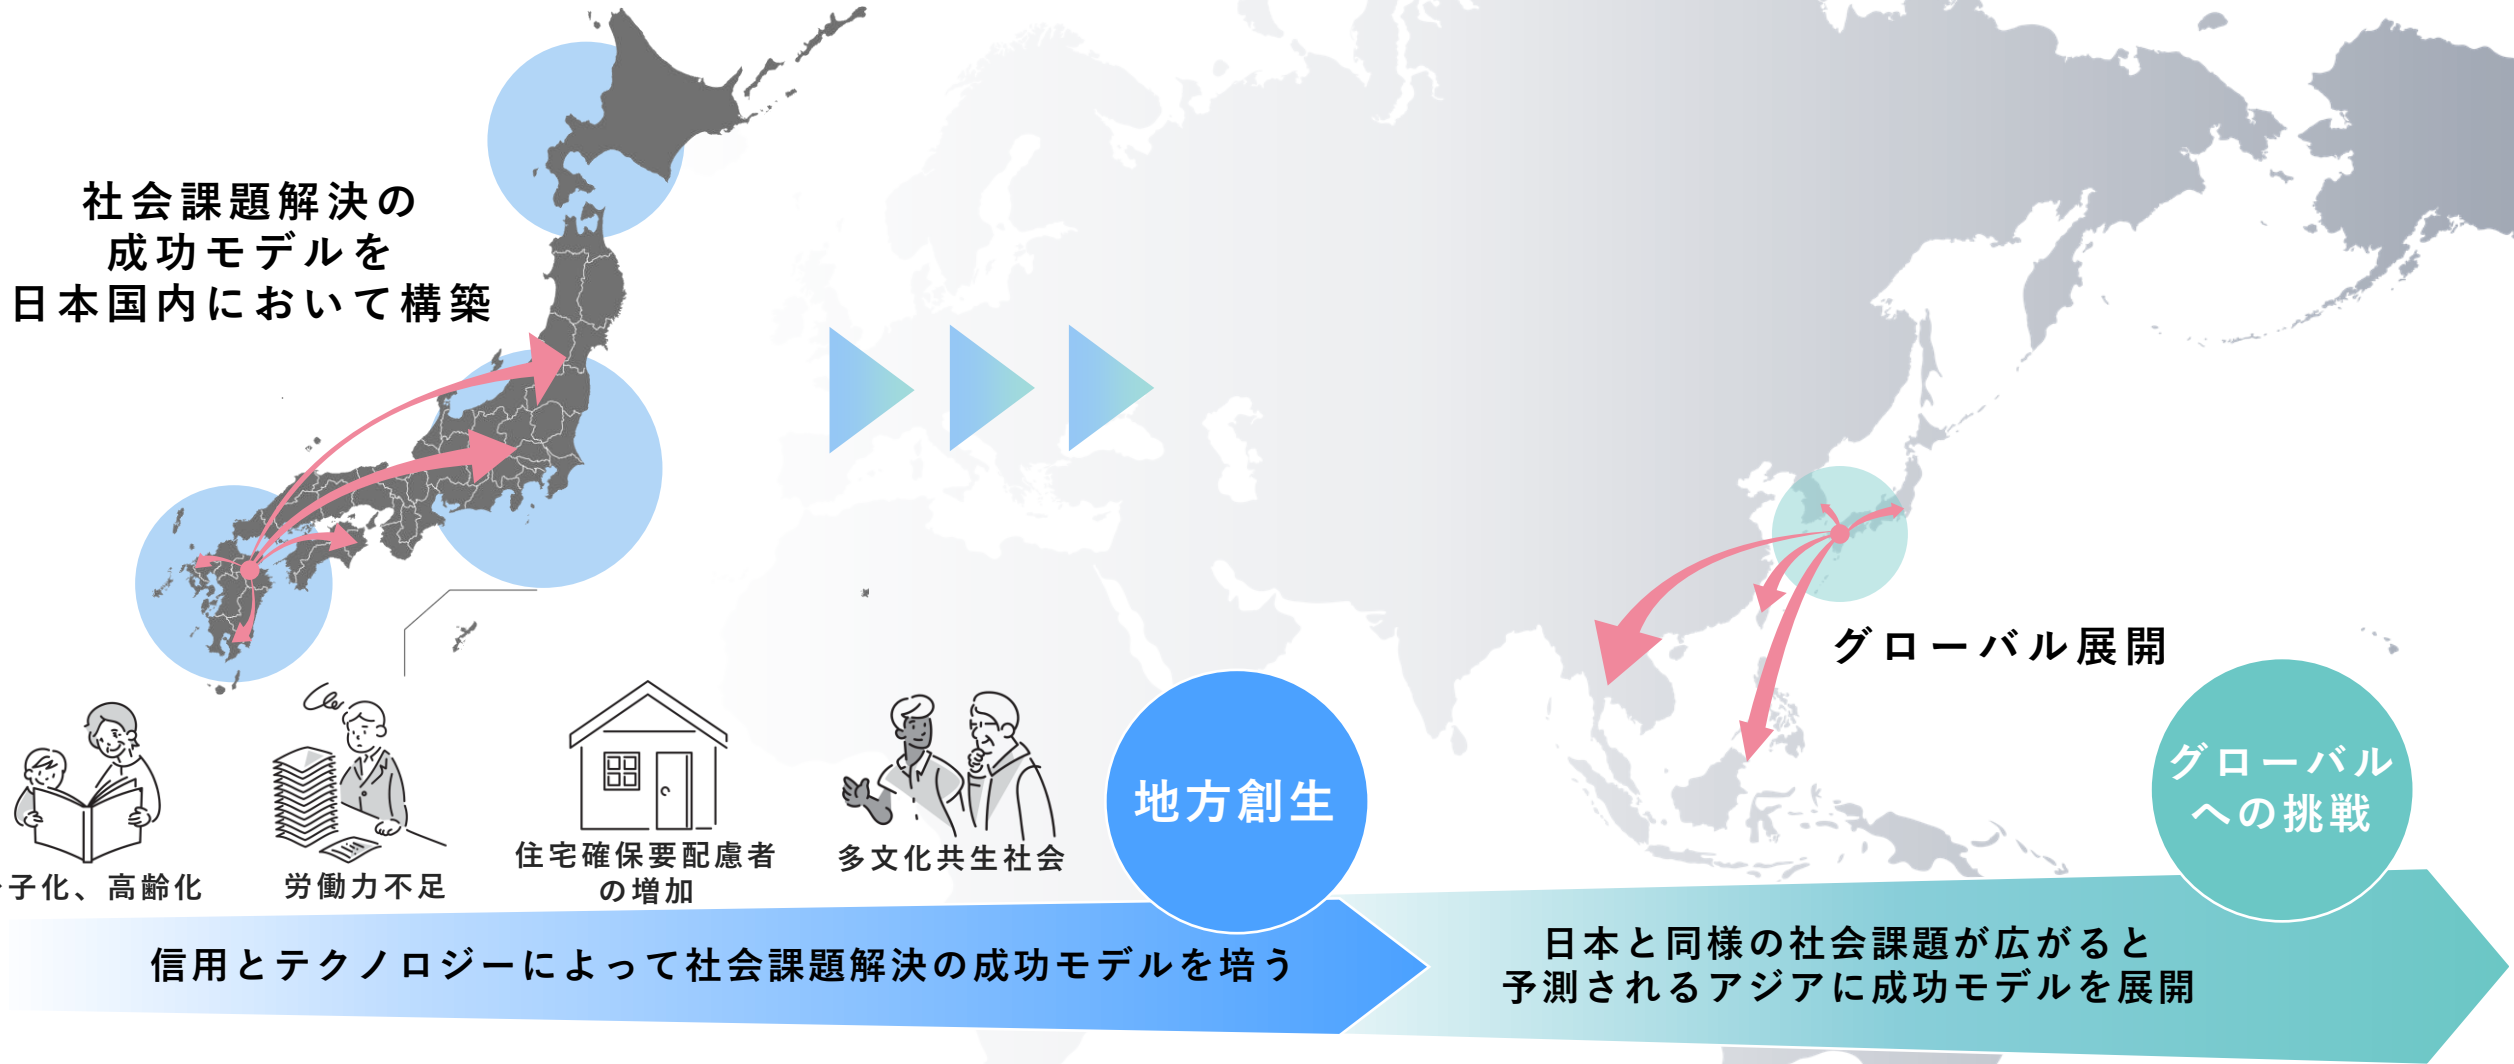 社会課題解決の
成功モデルを
日本国内において構築
グローバル展開
子化、高齢化
労働力不足
住宅確保要配慮者
の増加
多文化共生社会
地方創生
グローバル
への挑戦
信用とテクノロジーによって社会課題解決の成功モデルを培う
日本と同様の社会課題が広がると
予測されるアジアに成功モデルを展開